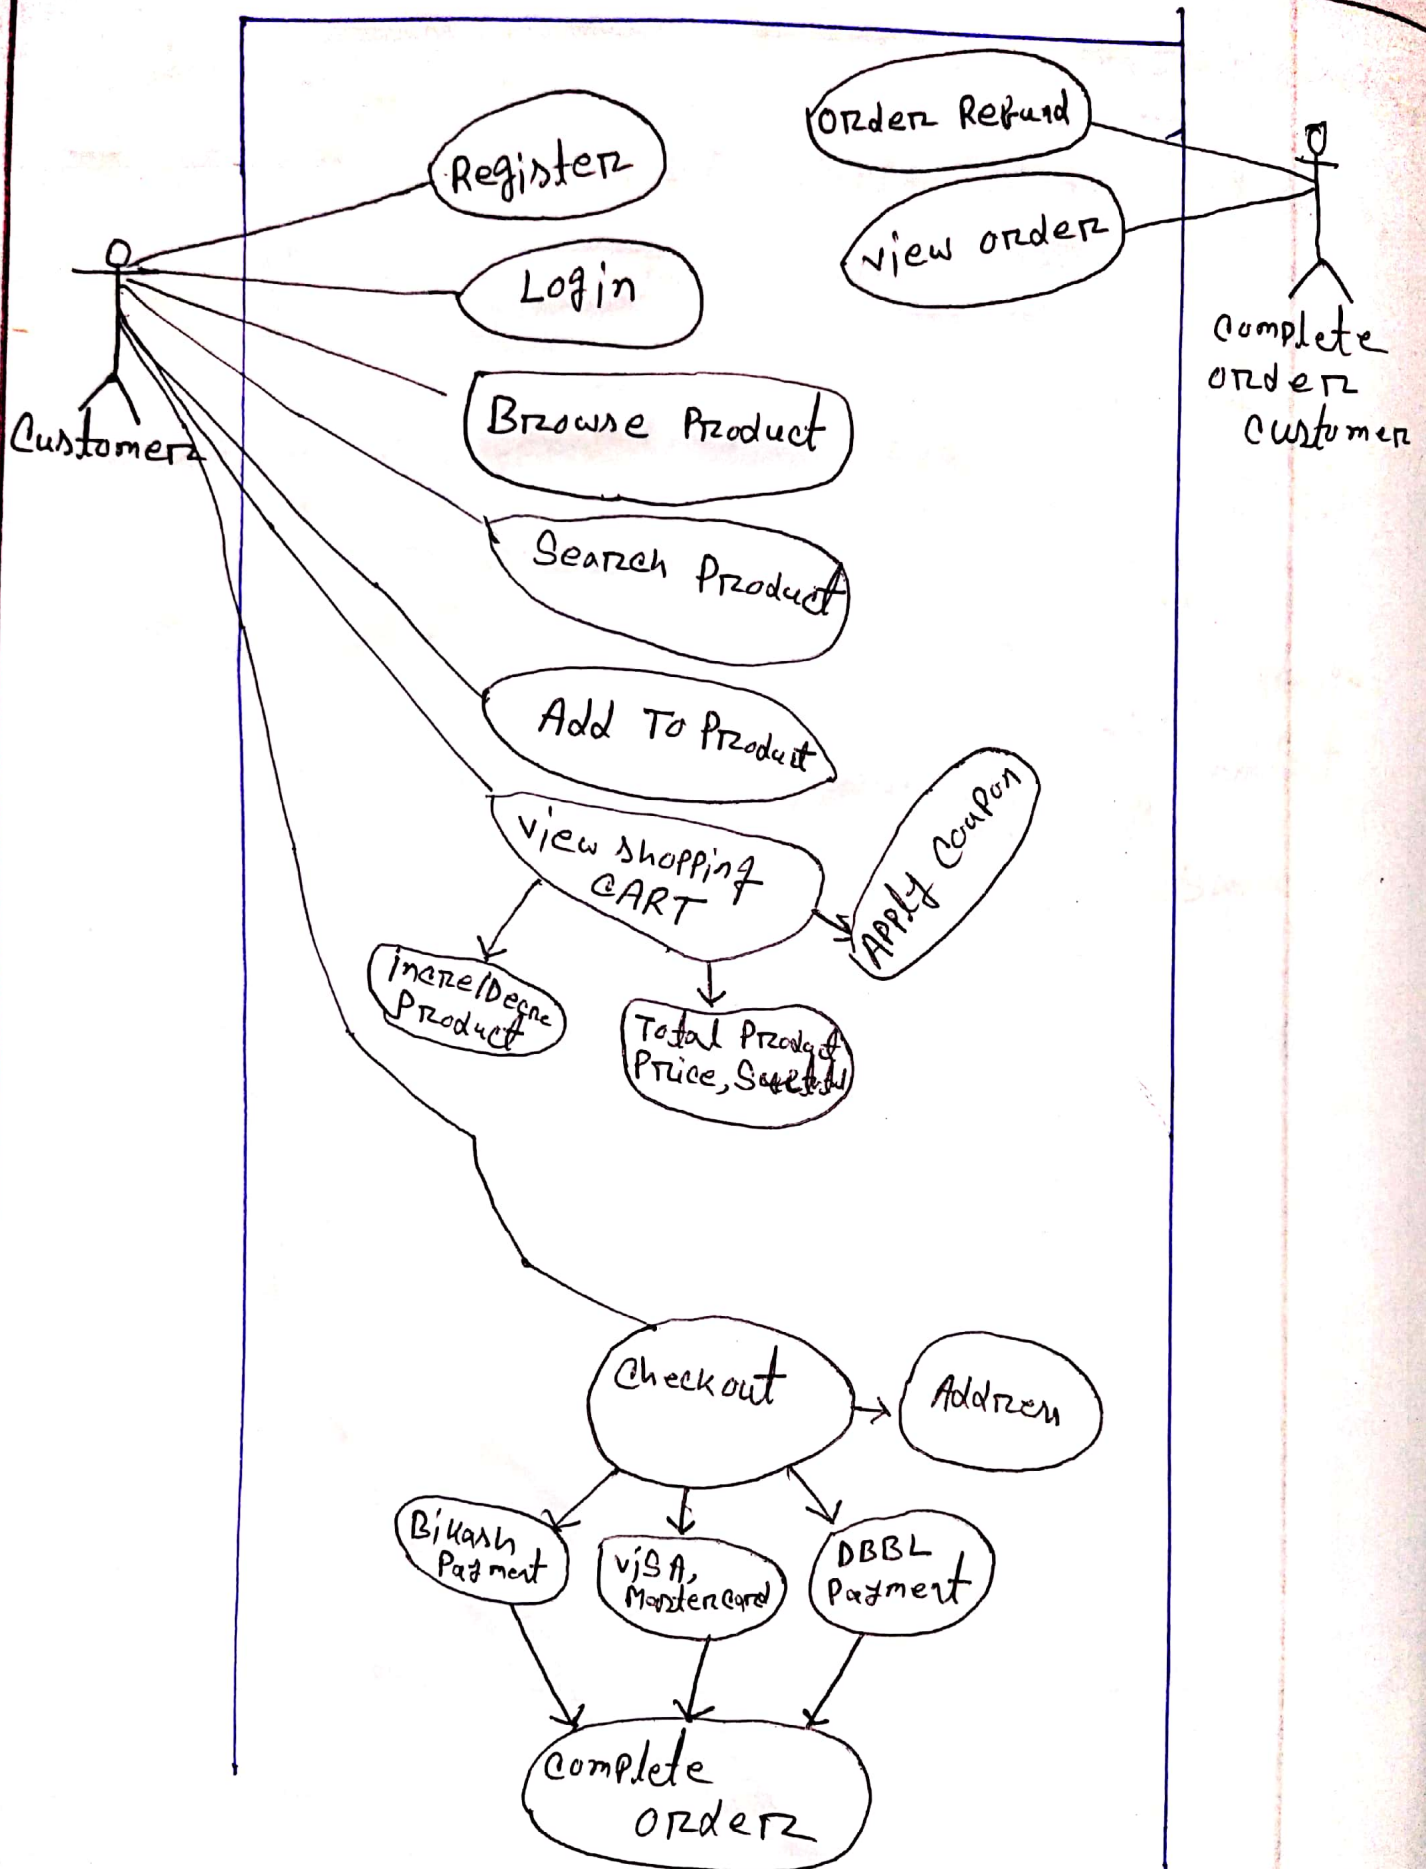 Register
Login
Browse Product
Search Product
Add To Product
view shopping
CART
Apply Coupon
incre/Decre
Product
Total Product
Price,
Checkout
Address
Bikash
Payment
viSA,
Mastercard
DBBL
Payment
Complete
order
Customer
order Refund
view order
Complete
order
customer